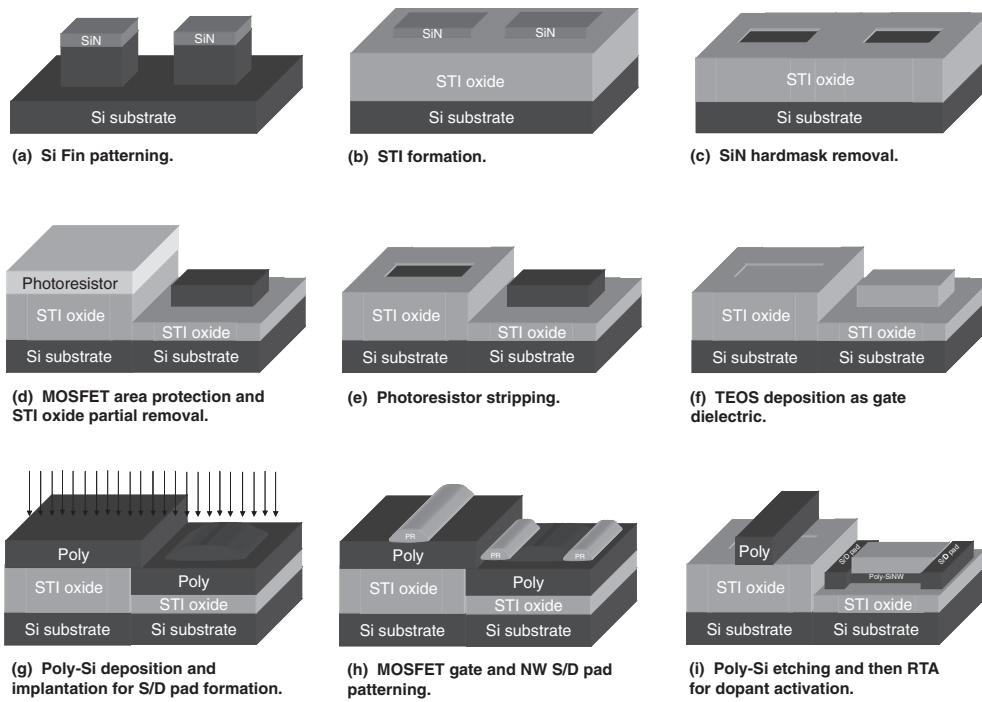 SiN
SiN
Si substrate
(a) Si Fin patterning.
SiN
SiN
STI oxide
Si substrate
(b) STI formation.
STI oxide
Si substrate
(c) SiN hardmask removal.
Photoresistor
STI oxide
STI oxide
Si substrate
Si substrate
(d) MOSFET area protection and
STI oxide partial removal.
STI oxide
STI oxide
Si substrate
Si substrate
(e) Photoresistor stripping.
STI oxide
STI oxide
Si substrate
Si substrate
(f) TEOS deposition as gate
dielectric.
Poly
Poly
STI oxide
STI oxide
Si substrate
Si substrate
(g) Poly-Si deposition and
implantation for S/D pad formation.
PR
PR
PR
Poly
Poly
STI oxide
STI oxide
Si substrate
Si substrate
(h) MOSFET gate and NW S/D pad
patterning.
Poly
S/D pad
S/D pad
Poly-SiNW
STI oxide
STI oxide
Si substrate
Si substrate
(i) Poly-Si etching and then RTA
for dopant activation.